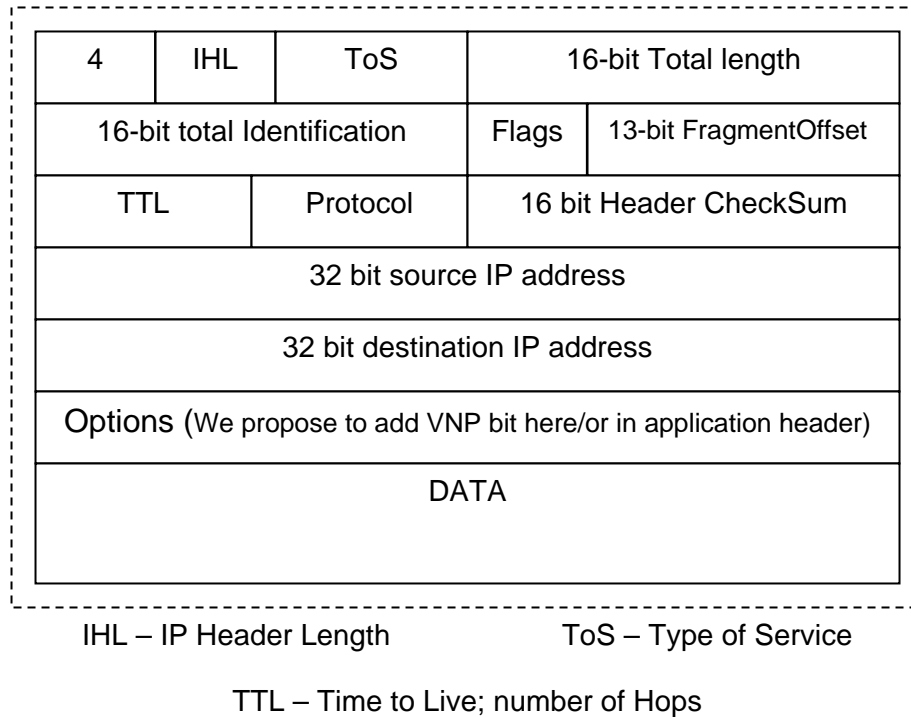 4 IHL ToS 16-bit Total length
16-bit total Identification Flags 13-bit FragmentOffset
TTL Protocol 16 bit Header CheckSum
32 bit source IP address
32 bit destination IP address
Options (We propose to add VNP bit here/or in application header)
DATA
IHL – IP Header Length ToS – Type of Service
TTL – Time to Live; number of Hops